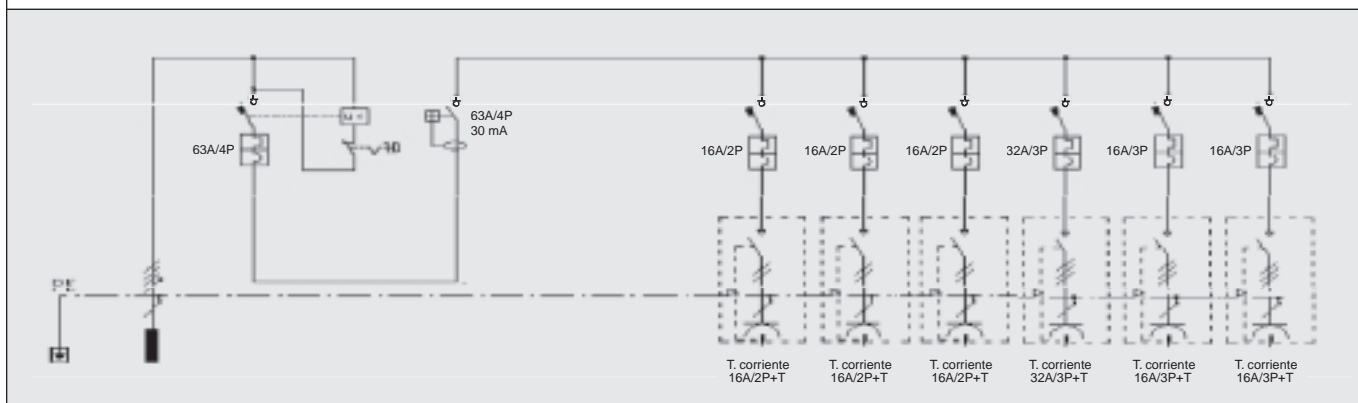 63A/4P
30 mA
63A/4P
16A/2P
16A/2P
16A/2P
32A/3P
16A/3P
16A/3P
PE
T. corriente
16A/2P+T
T. corriente
16A/2P+T
T. corriente
16A/2P+T
T. corriente
32A/3P+T
T. corriente
16A/3P+T
T. corriente
16A/3P+T